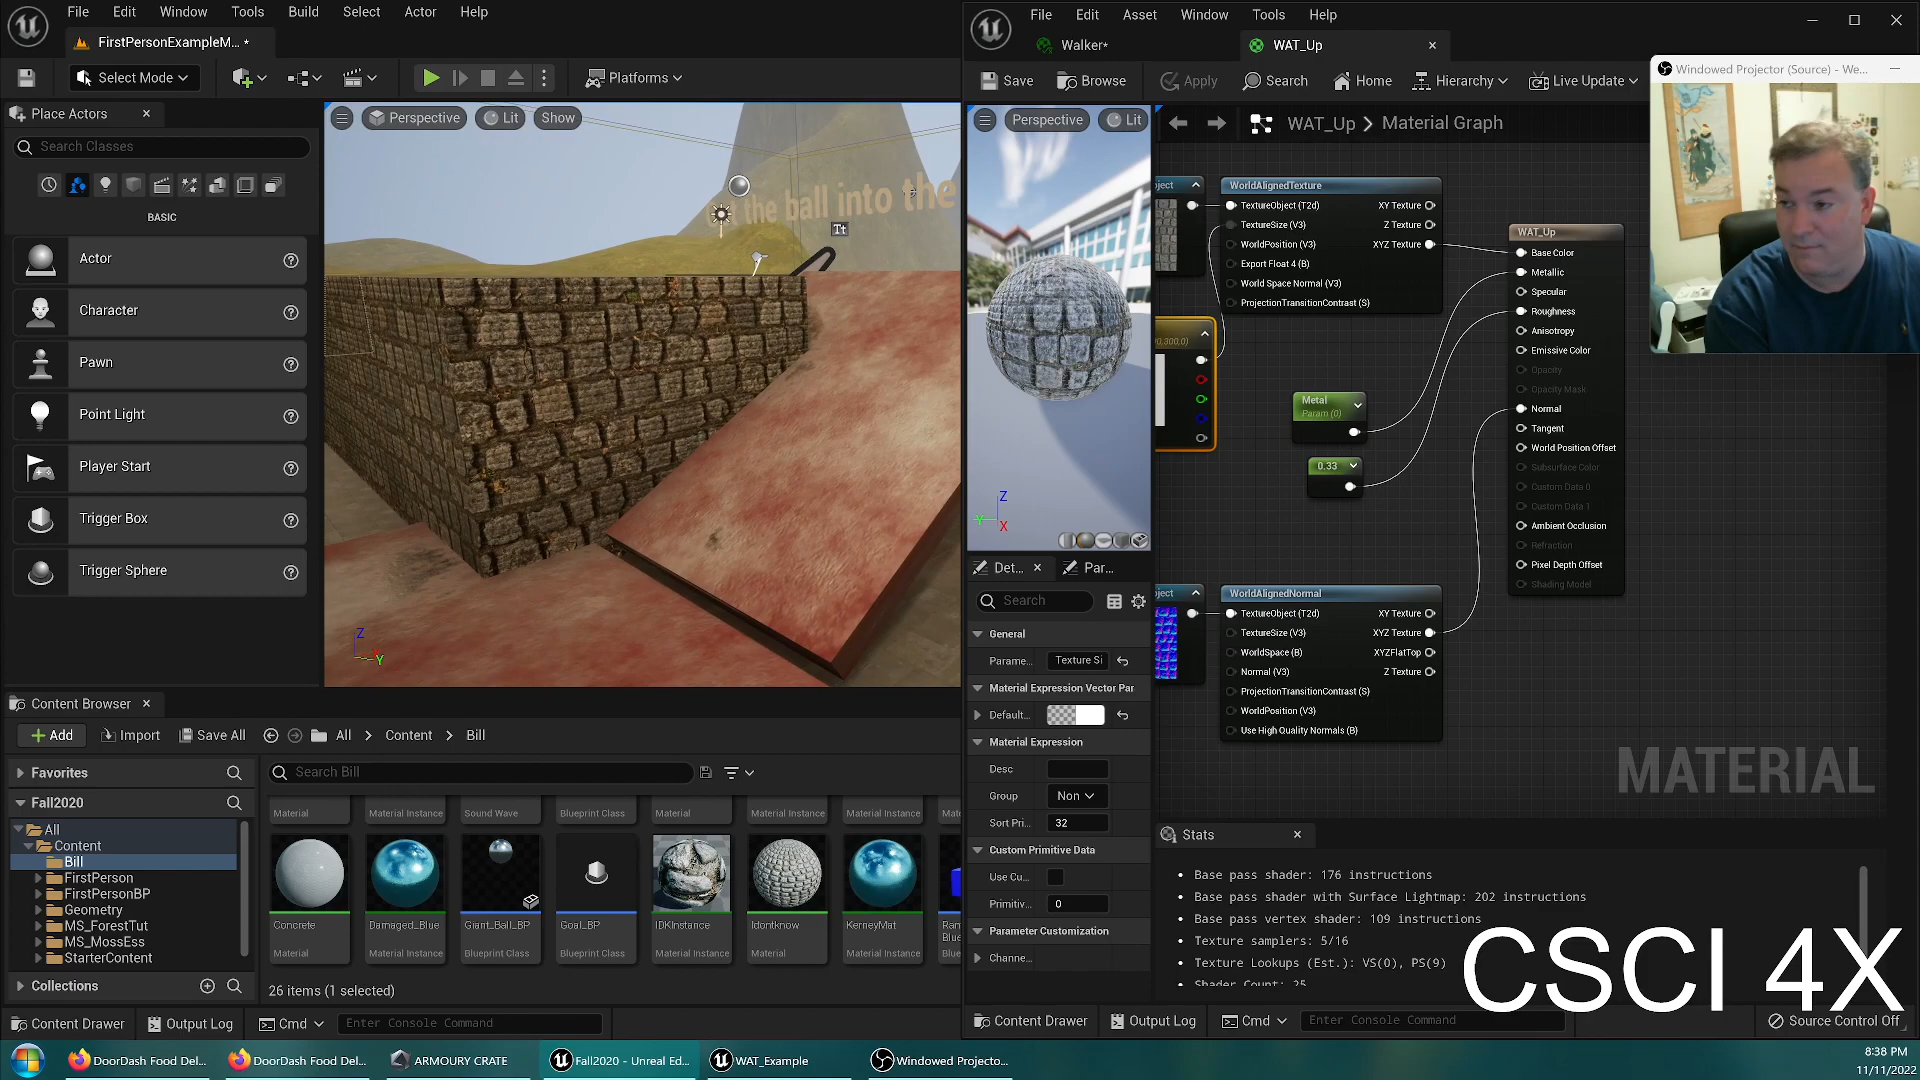 File Edit Window Tools Build Select Actor Help
FirstPersonExampleM... *
Select Mode
Platforms
Place Actors
Search Classes
BASIC
Actor
Character
Pawn
Point Light
Player Start
Trigger Box
Trigger Sphere
Perspective Lit Show
the ball into the
Tt
Z
Y
Content Browser
Add Import Save All All > Content > Bill
Favorites
Search Bill
Fall2020
All
Content
Bill
FirstPerson
FirstPersonBP
Geometry
MS_ForestTut
MS_MossEss
StarterContent
Collections
Material Material Instance Sound Wave Blueprint Class Material Material Instance Material Instance
Concrete Damaged_Blue Giant_Ball_BP Goal_BP IDKInstance IdontKnow KerneyMat
Material Material Instance Blueprint Class Blueprint Class Material Instance Material Material Instance
26 items (1 selected)
Content Drawer Output Log Cmd Enter Console Command
File Edit Asset Window Tools Help
Walker* WAT_Up
Save Browse Apply Search Home Hierarchy Live Update
Windowed Projector (Source) - We...
Perspective Lit
WAT_Up > Material Graph
Z
Y
X
ject
WorldAlignedTexture
TextureObject (T2d) XY Texture
TextureSize (V3) Z Texture
WorldPosition (V3) XYZ Texture
Export Float 4 (B)
World Space Normal (V3)
ProjectionTransitionContrast (S)
Metal
Param (0)
0.33
WAT_Up
Base Color
Metallic
Specular
Roughness
Anisotropy
Emissive Color
Opacity
Opacity Mask
Normal
Tangent
World Position Offset
Subsurface Color
Custom Data 0
Custom Data 1
Ambient Occlusion
Refraction
Pixel Depth Offset
Shading Model
ject
WorldAlignedNormal
TextureObject (T2d) XY Texture
TextureSize (V3) XYZ Texture
WorldSpace (B) XYZFlatTop
Normal (V3) Z Texture
ProjectionTransitionContrast (S)
WorldPosition (V3)
Use High Quality Normals (B)
MATERIAL
Det... Par...
Search
General
Parame... Texture Si
Material Expression Vector Par
Default...
Material Expression
Desc
Group Non
Sort Pri... 32
Custom Primitive Data
Use Cu...
Primitiv... 0
Parameter Customization
Channe...
Stats
Base pass shader: 176 instructions
Base pass shader with Surface Lightmap: 202 instructions
Base pass vertex shader: 109 instructions
Texture samplers: 5/16
Texture Lookups (Est.): VS(0), PS(9)
Shader Count: 25
CSCI 4X
Content Drawer Output Log Cmd Enter Console Command Source Control Off
DoorDash Food Del... DoorDash Food Del... ARMOURY CRATE Fall2020 - Unreal Ed... WAT_Example Windowed Projecto...
8:38 PM
11/11/2022